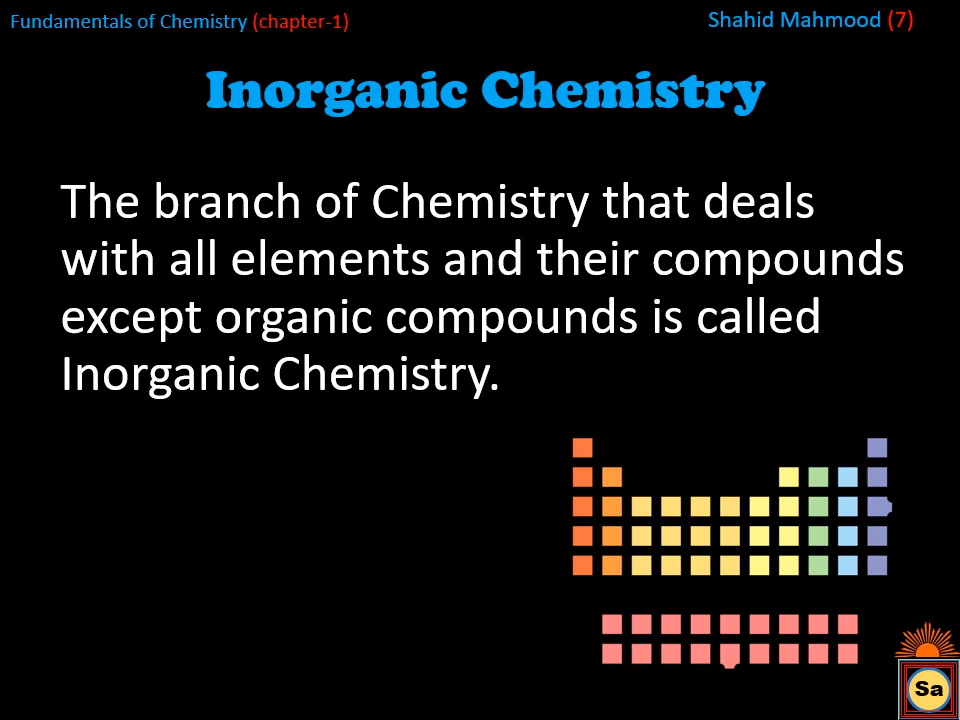 Fundamentals of Chemistry (chapter-1)
Shahid Mahmood (7)
Inorganic Chemistry
The branch of Chemistry that deals
with all elements and their compounds
except organic compounds is called
Inorganic Chemistry.
Sa